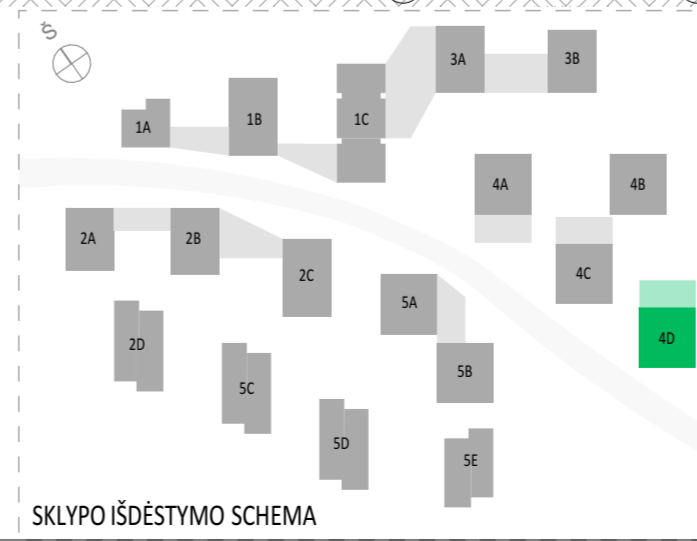 Š
3A
3B
1A
1B
1C
4A
4B
2A
2B
2C
4C
5A
4D
2D
5B
5C
5D
5E
SKLYPO IŠDĖSTYMO SCHEMA